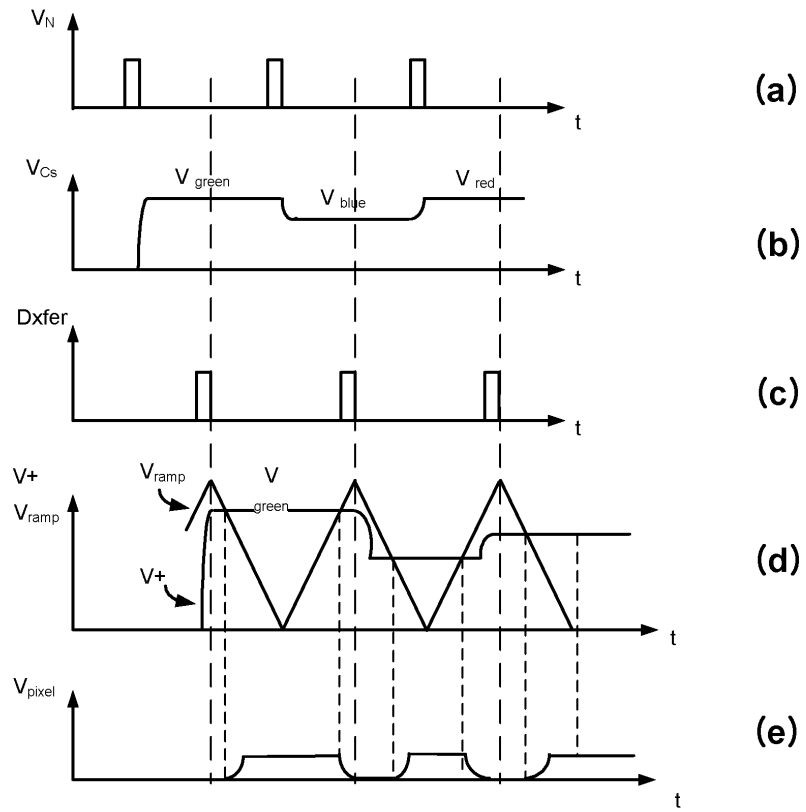 V_N
t
(a)
V_Cs
V green
V blue
V red
t
(b)
Dxfer
t
(c)
V+
V_ramp
V_ramp
V
green
V+
t
(d)
V_pixel
t
(e)